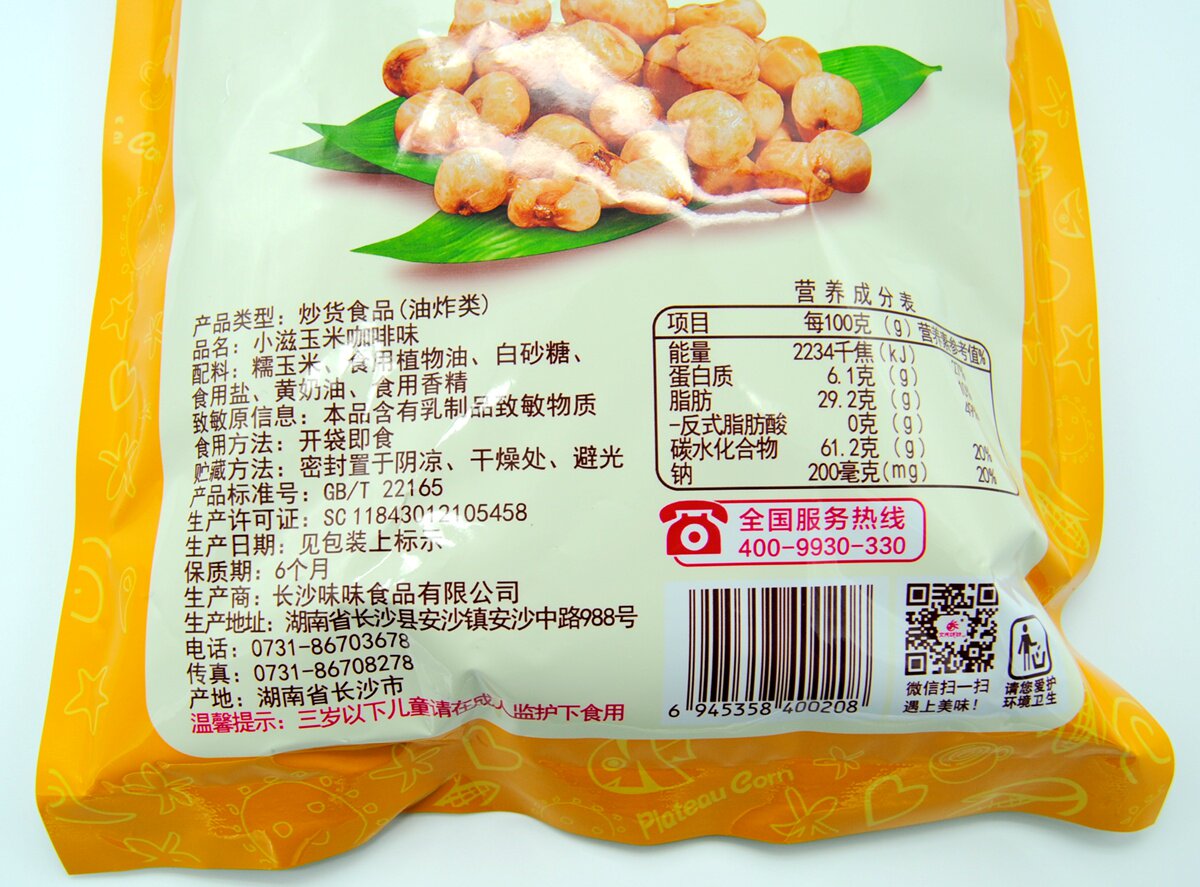 产品类型：炒货食品(油炸类)
品名：小滋玉米咖啡味
配料：糯玉米、食用植物油、白砂糖、
食用盐、黄奶油、食用香精
致敏原信息：本品含有乳制品致敏物质
食用方法：开袋即食
贮藏方法：密封置于阴凉、干燥处、避光
产品标准号：GB/T 22165
生产许可证：SC11843012105458
生产日期：见包装上标示
保质期：6个月
生产商：长沙味味食品有限公司
生产地址：湖南省长沙县安沙镇安沙中路988号
电话：0731-86703678
传真：0731-86708278
产地：湖南省长沙市
温馨提示：三岁以下儿童请在成人监护下食用
营养成分表
项目 每100克（g）营养素参考值%
能量 2234千焦(kJ) 27%
蛋白质 6.1克（g） 10%
脂肪 29.2克（g） 49%
-反式脂肪酸 0克（g）
碳水化合物 61.2克（g） 20%
钠 200毫克(mg) 20%
全国服务热线
400-9930-330
6 945358 400208
微信扫一扫
遇上美味！
请您爱护
环境卫生
Plateau Corn